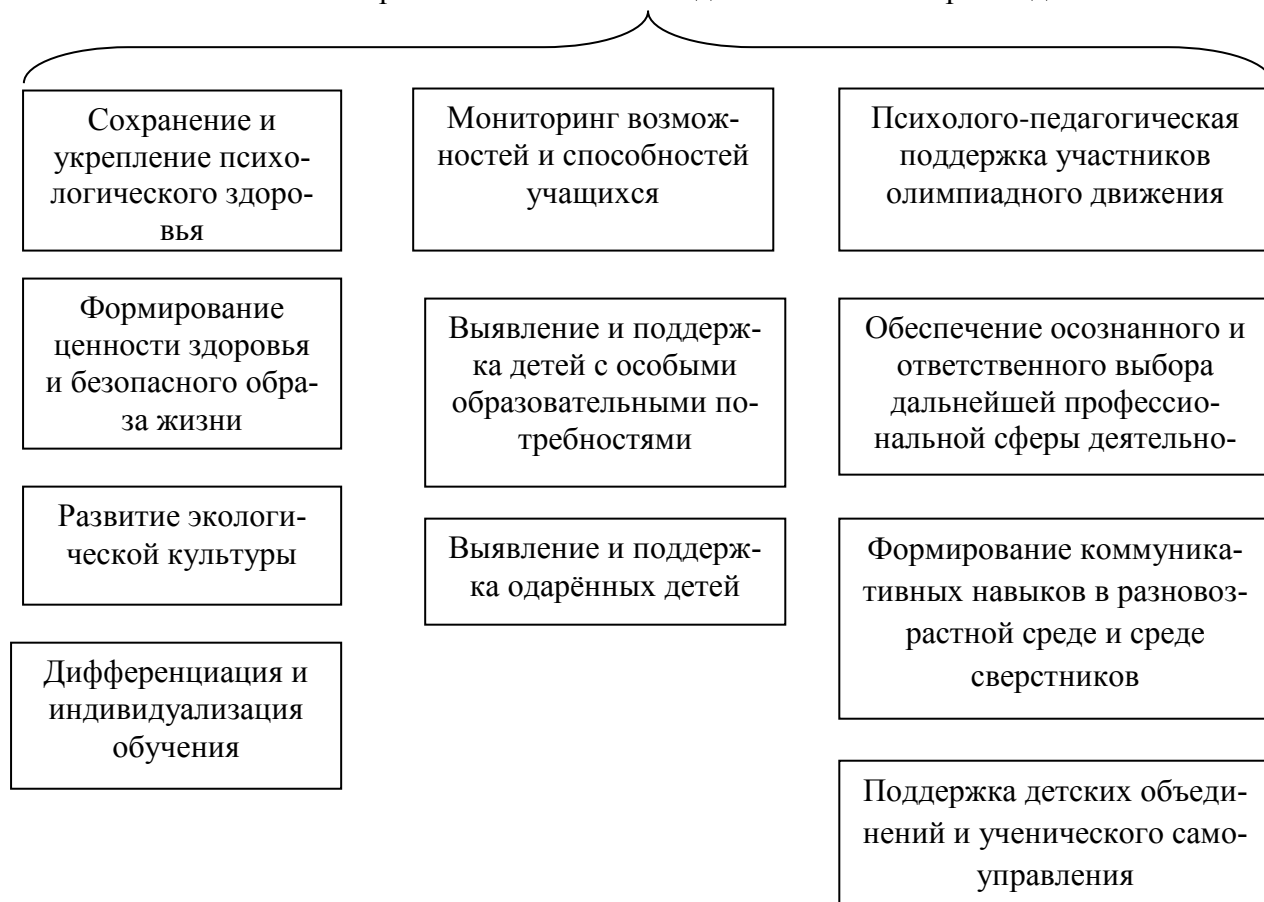 Сохранение и
укрепление психо-
логического здоро-
вья
Формирование
ценности здоровья
и безопасного обра-
за жизни
Развитие экологи-
ческой культуры
Дифференциация и
индивидуализация
обучения
Мониторинг возмож-
ностей и способностей
учащихся
Выявление и поддерж-
ка детей с особыми
образовательными по-
требностями
Выявление и поддерж-
ка одарённых детей
Психолого-педагогическая
поддержка участников
олимпиадного движения
Обеспечение осознанного и
ответственного выбора
дальнейшей профессио-
нальной сферы деятельно-
Формирование коммуника-
тивных навыков в разновоз-
растной среде и среде
сверстников
Поддержка детских объеди-
нений и ученического само-
управления